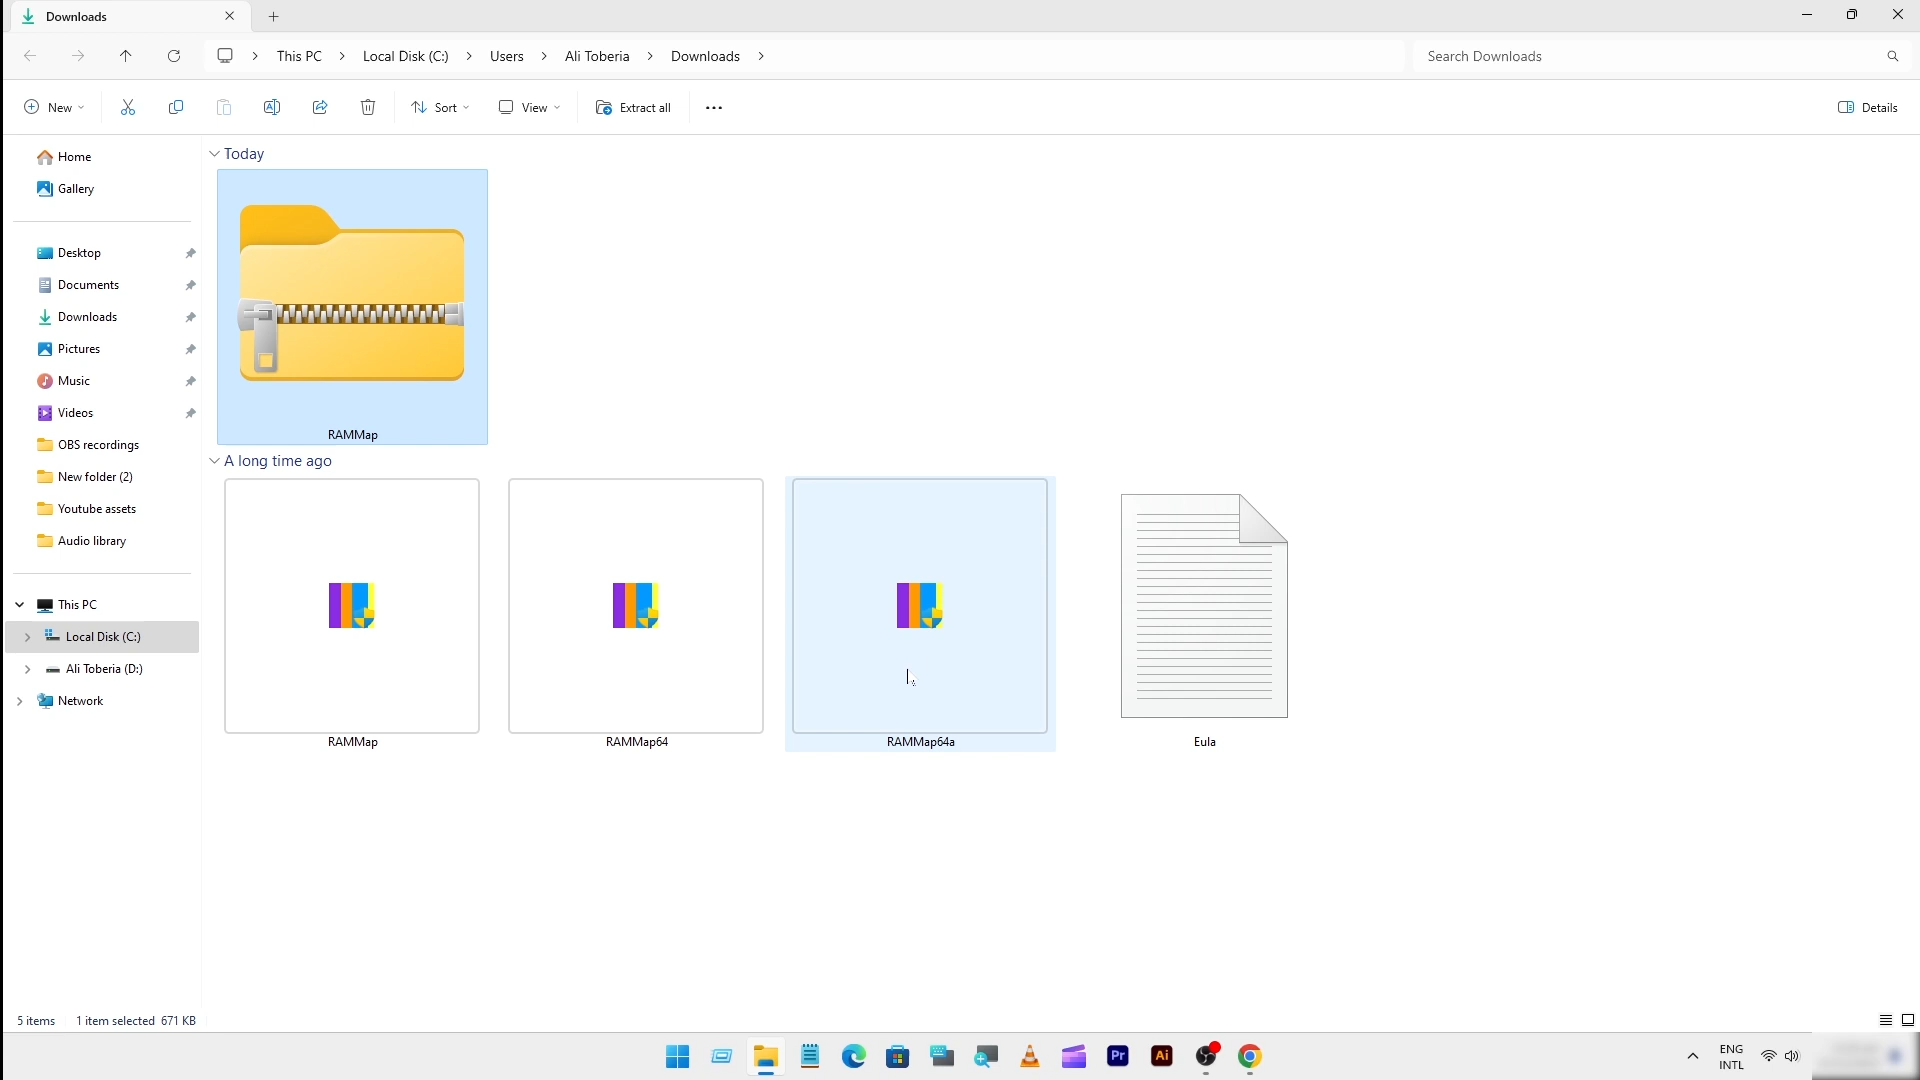 Downloads
This PC > Local Disk (C:) > Users > Ali Toberia > Downloads >
Search Downloads
New
Sort
View
Extract all
Details
Home
Gallery
Desktop
Documents
Downloads
Pictures
Music
Videos
OBS recordings
New folder (2)
Youtube assets
Audio library
This PC
Local Disk (C:)
Ali Toberia (D:)
Network
Today
RAMMap
A long time ago
RAMMap
RAMMap64
RAMMap64a
Eula
5 items
1 item selected 671 KB
Pr
Ai
ENG
INTL